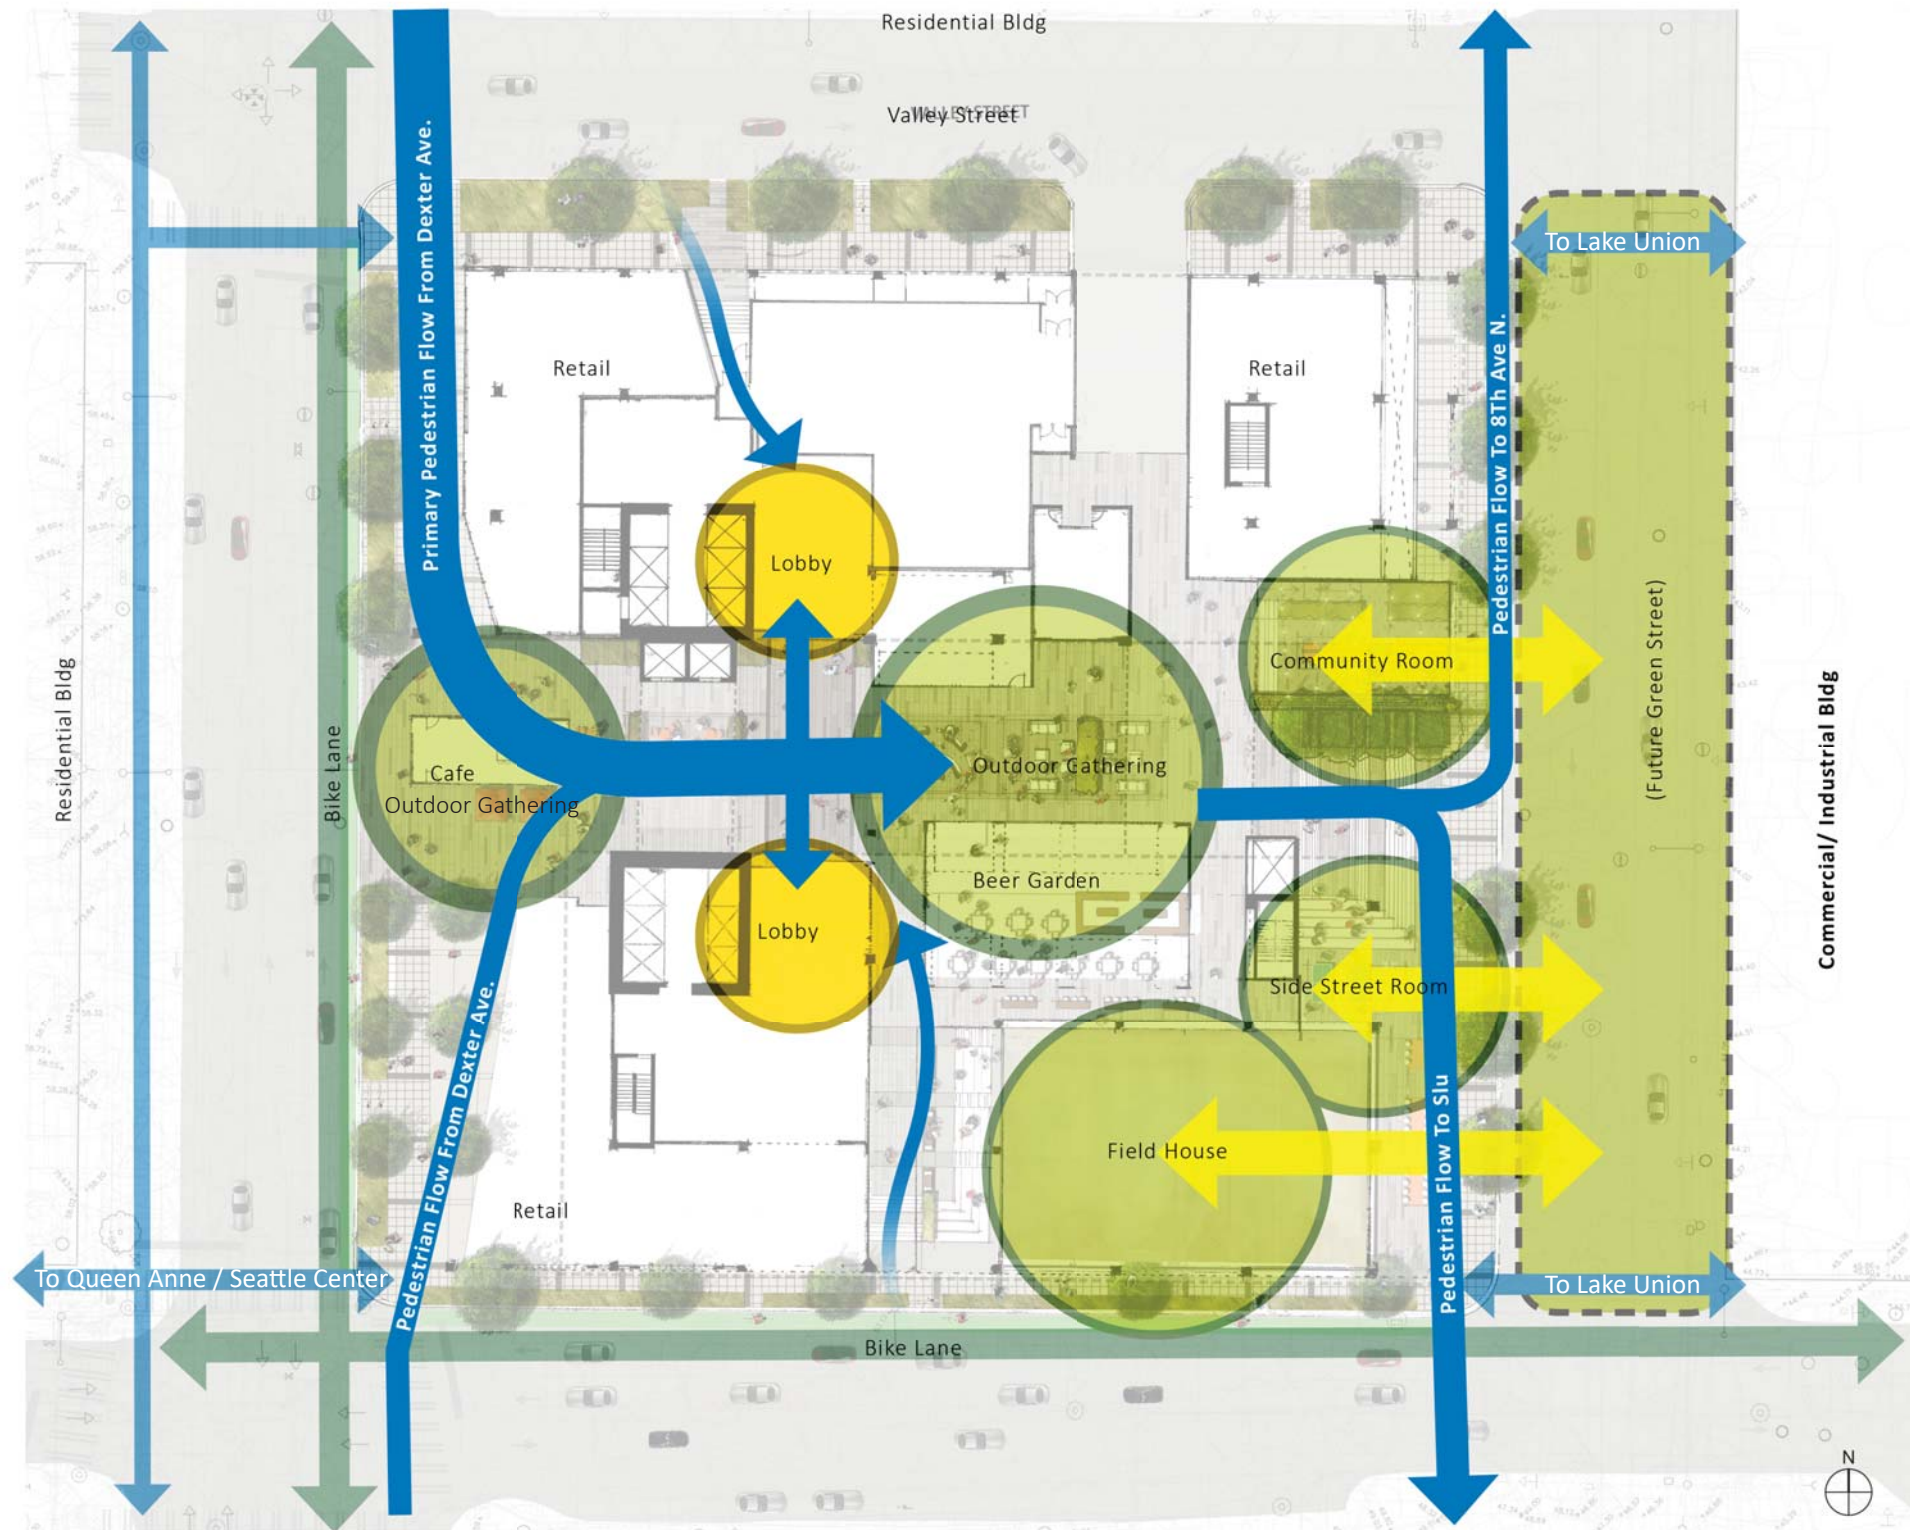 Residential Bldg
VALLEY STREET
Valley Street
Primary Pedestrian Flow From Dexter Ave.
To Lake Union
Retail
Retail
Pedestrian Flow To 8Th Ave N.
Lobby
Community Room
(Future Green Street)
Residential Bldg
Bike Lane
Cafe
Outdoor Gathering
Outdoor Gathering
Beer Garden
Commercial/ Industrial Bldg
Lobby
Side Street Room
Pedestrian Flow From Dexter Ave.
Field House
Pedestrian Flow To Slu
Retail
To Queen Anne / Seattle Center
To Lake Union
Bike Lane
N